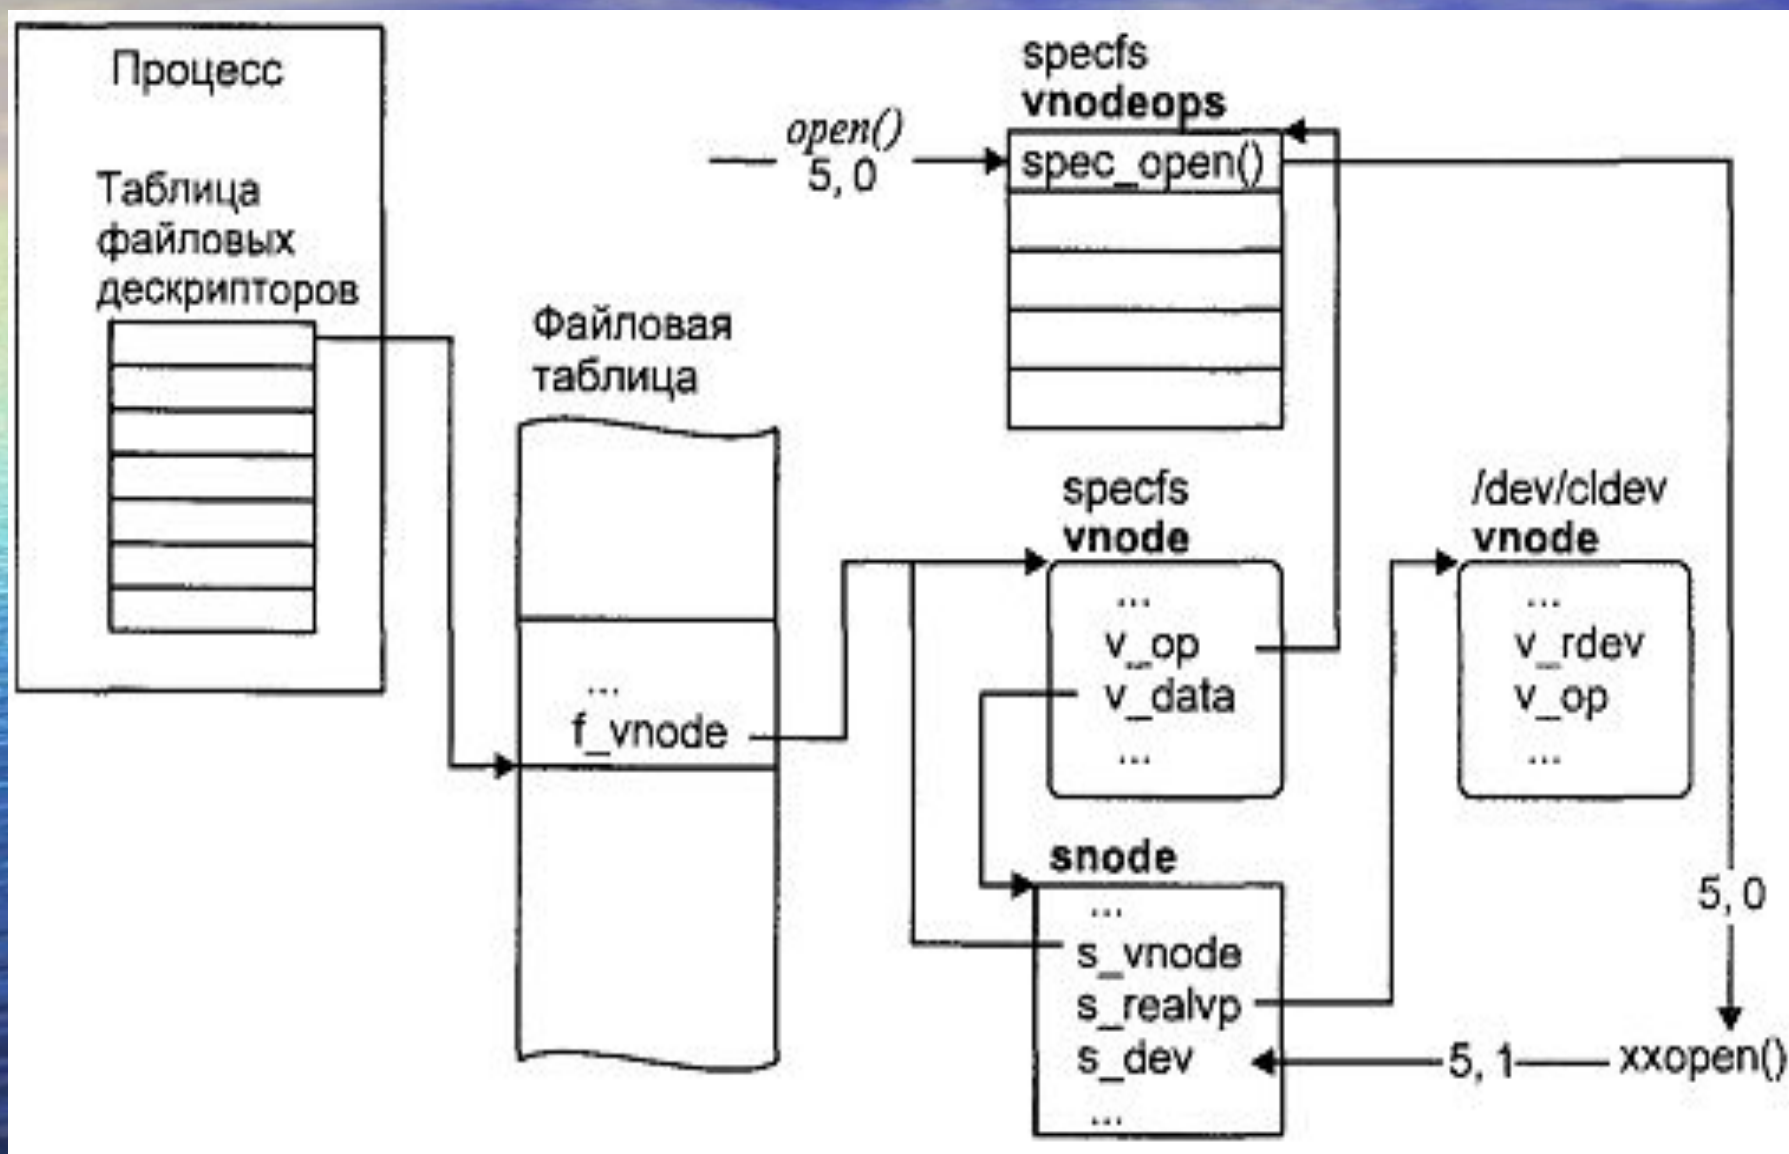 Процесс
Таблица
файловых
дескрипторов
Файловая
таблица
...
f_vnode
open()
5, 0
specfs
vnodeops
spec_open()
specfs
vnode
...
v_op
v_data
...
/dev/cldev
vnode
...
v_rdev
v_op
...
snode
...
s_vnode
s_realvp
s_dev
...
5, 0
xxopen()
5, 1